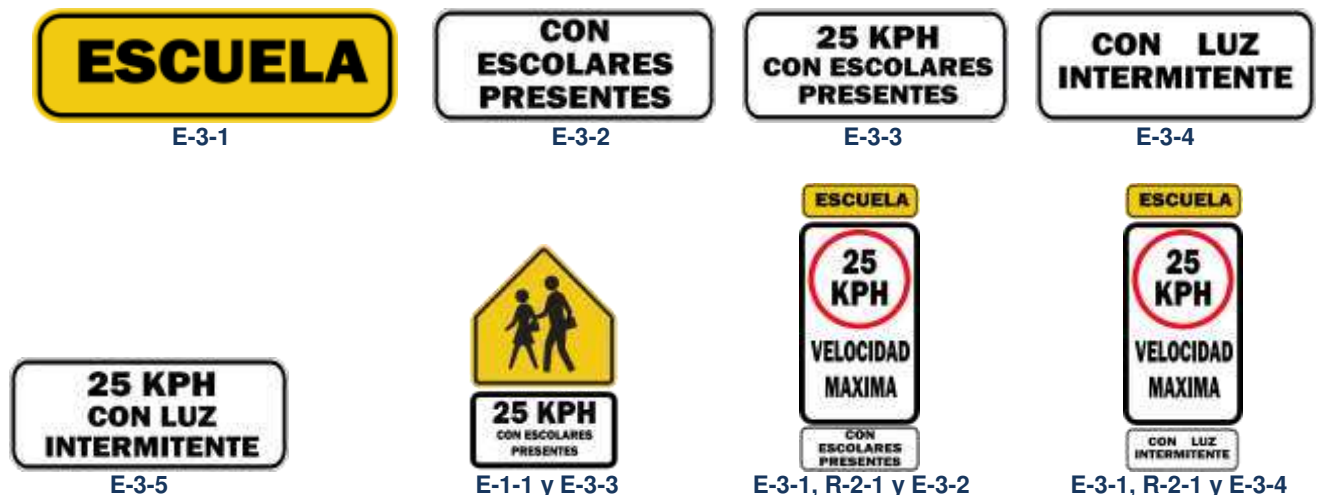 ESCUELA
E-3-1
CON
ESCOLARES
PRESENTES
E-3-2
25 KPH
CON ESCOLARES
PRESENTES
E-3-3
CON LUZ
INTERMITENTE
E-3-4
25 KPH
CON LUZ
INTERMITENTE
E-3-5
25 KPH
CON ESCOLARES
PRESENTES
E-1-1 y E-3-3
ESCUELA
25
KPH
VELOCIDAD
MAXIMA
CON
ESCOLARES
PRESENTES
E-3-1, R-2-1 y E-3-2
ESCUELA
25
KPH
VELOCIDAD
MAXIMA
CON LUZ
INTERMITENTE
E-3-1, R-2-1 y E-3-4